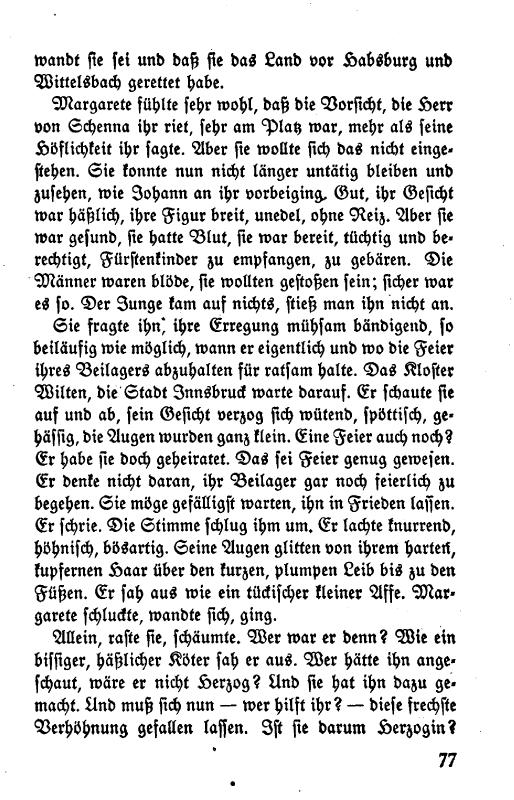 wandt sie sei und daß sie das Land vor Habsburg und
Wittelsbach gerettet habe.
Margarete fühlte sehr wohl, daß die Vorsicht, die Herr
von Schenna ihr riet, sehr am Platz war, mehr als seine
Höflichkeit ihr sagte. Aber sie wollte sich das nicht einge-
stehen. Sie konnte nun nicht länger untätig bleiben und
zusehen, wie Johann an ihr vorbeiging. Gut, ihr Gesicht
war häßlich, ihre Figur breit, unedel, ohne Reiz. Aber sie
war gesund, sie hatte Blut, sie war bereit, tüchtig und be-
rechtigt, Fürstenkinder zu empfangen, zu gebären. Die
Männer waren blöde, sie wollten gestoßen sein; sicher war
es so. Der Junge kam auf nichts, stieß man ihn nicht an.
Sie fragte ihn, ihre Erregung mühsam bändigend, so
beiläufig wie möglich, wann er eigentlich und wo die Feier
ihres Beilagers abzuhalten für ratsam halte. Das Kloster
Wilten, die Stadt Innsbruck warte darauf. Er schaute sie
auf und ab, sein Gesicht verzog sich wütend, spöttisch, ge-
hässig, die Augen wurden ganz klein. Eine Feier auch noch?
Er habe sie doch geheiratet. Das sei Feier genug gewesen.
Er denke nicht daran, ihr Beilager gar noch feierlich zu
begehen. Sie möge gefälligst warten, ihn in Frieden lassen.
Er schrie. Die Stimme schlug ihm um. Er lachte knurrend,
höhnisch, bösartig. Seine Augen glitten von ihrem harten,
kupfernen Haar über den kurzen, plumpen Leib bis zu den
Füßen. Er sah aus wie ein tückischer kleiner Affe. Mar-
garete schluckte, wandte sich, ging.
Allein, raste sie, schäumte. Wer war er denn? Wie ein
bissiger, häßlicher Köter sah er aus. Wer hätte ihn ange-
schaut, wäre er nicht Herzog? Und sie hat ihn dazu ge-
macht. Und muß sich nun — wer hilft ihr? — diese frechste
Verhöhnung gefallen lassen. Ist sie darum Herzogin?
77